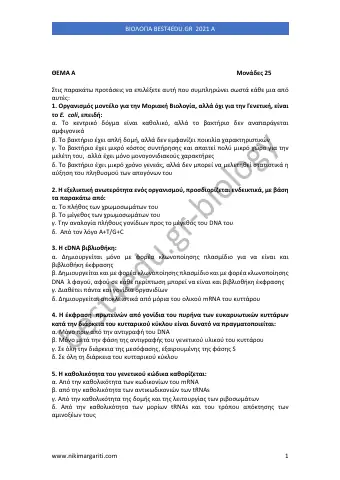 ΒΙΟΛΟΓΙΑ BEST4EDU.GR 2021 Α
ΘΕΜΑ Α Μονάδες 25
Στις παρακάτω προτάσεις να επιλέξετε αυτή που συμπληρώνει σωστά κάθε μια από
αυτές:
1. Οργανισμός μοντέλο για την Μοριακή Βιολογία, αλλά όχι για την Γενετική, είναι
το E. coli, επειδή:
α. Το κεντρικό δόγμα είναι καθολικό, αλλά το βακτήριο δεν αναπαράγεται
αμφιγονικά
β. Το βακτήριο έχει απλή δομή, αλλά δεν εμφανίζει ποικιλία χαρακτηριστικών
γ. Το βακτήριο έχει μικρό κόστος συντήρησης και απαιτεί πολύ μικρό χώρο για την
μελέτη του, αλλά έχει μόνο μονογονιδιακούς χαρακτήρες
δ. Το βακτήριο έχει μικρό χρόνο γενεάς, αλλά δεν μπορεί να μελετηθεί στατιστικά η
αύξηση του πληθυσμού των απογόνων του
2. Η εξελικτική ανωτερότητα ενός οργανισμού, προσδιορίζεται ενδεικτικά, με βάση
τα παρακάτω από:
α. Το πλήθος των χρωμοσωμάτων του
β. Το μέγεθος των χρωμοσωμάτων του
γ. Την αναλογία πλήθους γονιδίων προς το μέγεθος του DNA του
δ. Από τον λόγο A+T/G+C
3. Η cDNA βιβλιοθήκη:
α. Δημιουργείται μόνο με φορέα κλωνοποίησης πλασμίδιο για να είναι και
βιβλιοθήκη έκφρασης
β. Δημιουργείται και με φορέα κλωνοποίησης πλασμίδιο και με φορέα κλωνοποίησης
DNA λ φαγού, αφού σε κάθε περίπτωση μπορεί να είναι και βιβλιοθήκη έκφρασης
γ. Διαθέτει πάντα και γονίδια οργανιδίων
δ. Δημιουργείται αποκλειστικά από μόρια του ολικού mRNA του κυττάρου
4. Η έκφραση πρωτεϊνών από γονίδια του πυρήνα των ευκαρυωτικών κυττάρων
κατά την διάρκεια του κυτταρικού κύκλου είναι δυνατό να πραγματοποιείται:
α. Μόνο πριν από την αντιγραφή του DNA
β. Μόνο μετά την φάση της αντιγραφής του γενετικού υλικού του κυττάρου
γ. Σε όλη την διάρκεια της μεσόφασης, εξαιρουμένης της φάσης S
δ. Σε όλη τη διάρκεια του κυτταρικού κύκλου
5. Η καθολικότητα του γενετικού κώδικα καθορίζεται:
α. Από την καθολικότητα των κωδικονίων του mRNA
β. από την καθολικότητα των αντικωδικονίων των tRNAs
γ. Από την καθολικότητα της δομής και της λειτουργίας των ριβοσωμάτων
δ. Από την καθολικότητα των μορίων tRNAs και του τρόπου απόκτησης των
αμινοξέων τους
best4edu.gr-biology
www.nikimargariti.com 1